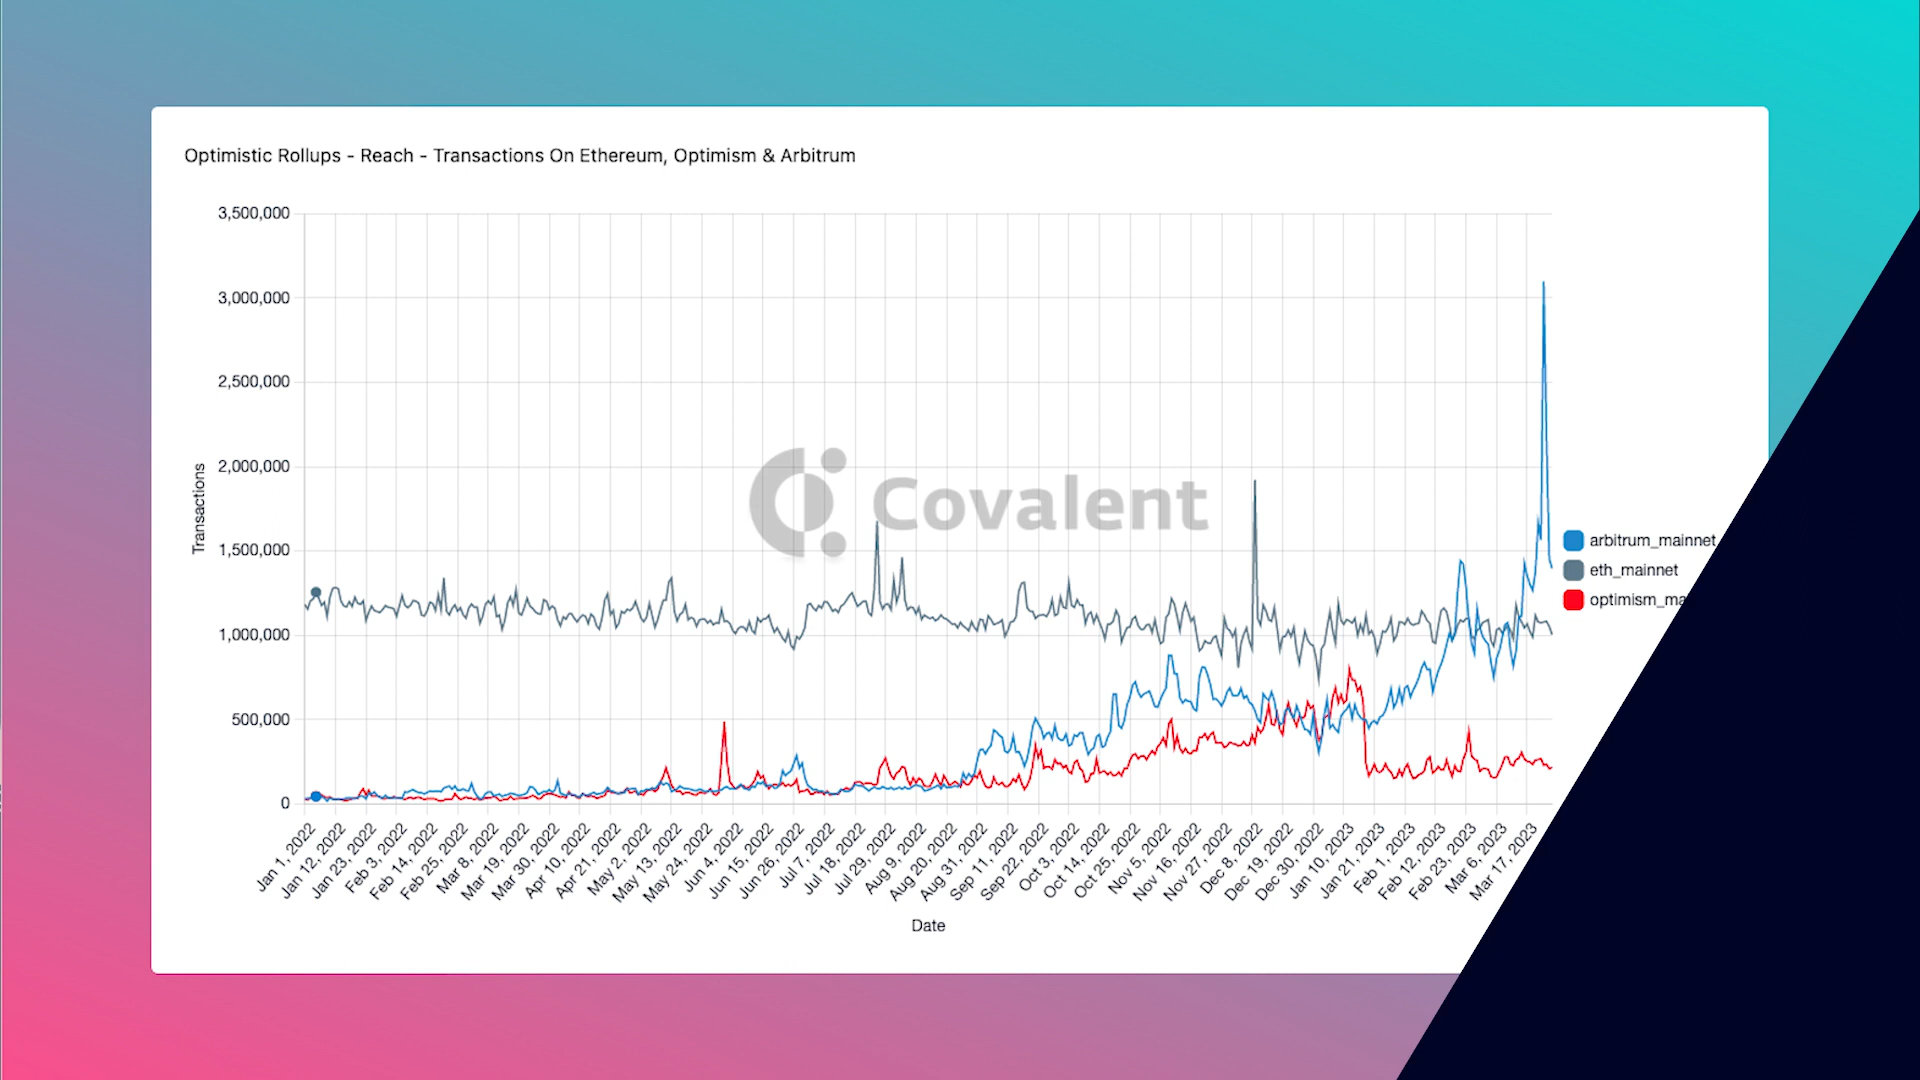 Optimistic Rollups - Reach - Transactions On Ethereum, Optimism & Arbitrum
3,500,000
3,000,000
2,500,000
2,000,000
1,500,000
1,000,000
500,000
0
Transactions
Covalent
arbitrum_mainnet
eth_mainnet
optimism_ma
Jan 1, 2022
Jan 12, 2022
Jan 23, 2022
Feb 3, 2022
Feb 14, 2022
Feb 25, 2022
Mar 8, 2022
Mar 19, 2022
Mar 30, 2022
Apr 10, 2022
Apr 21, 2022
May 2, 2022
May 13, 2022
May 24, 2022
Jun 4, 2022
Jun 15, 2022
Jun 26, 2022
Jul 7, 2022
Jul 18, 2022
Jul 29, 2022
Aug 9, 2022
Aug 20, 2022
Aug 31, 2022
Sep 11, 2022
Sep 22, 2022
Oct 3, 2022
Oct 14, 2022
Oct 25, 2022
Nov 5, 2022
Nov 16, 2022
Nov 27, 2022
Dec 8, 2022
Dec 19, 2022
Dec 30, 2022
Jan 10, 2023
Jan 21, 2023
Feb 1, 2023
Feb 12, 2023
Feb 23, 2023
Mar 6, 2023
Mar 17, 2023
Date